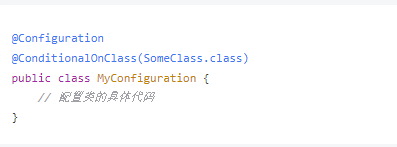 @Configuration
@ConditionalOnClass(SomeClass.class)
public class MyConfiguration {
// 配置类的具体代码
}